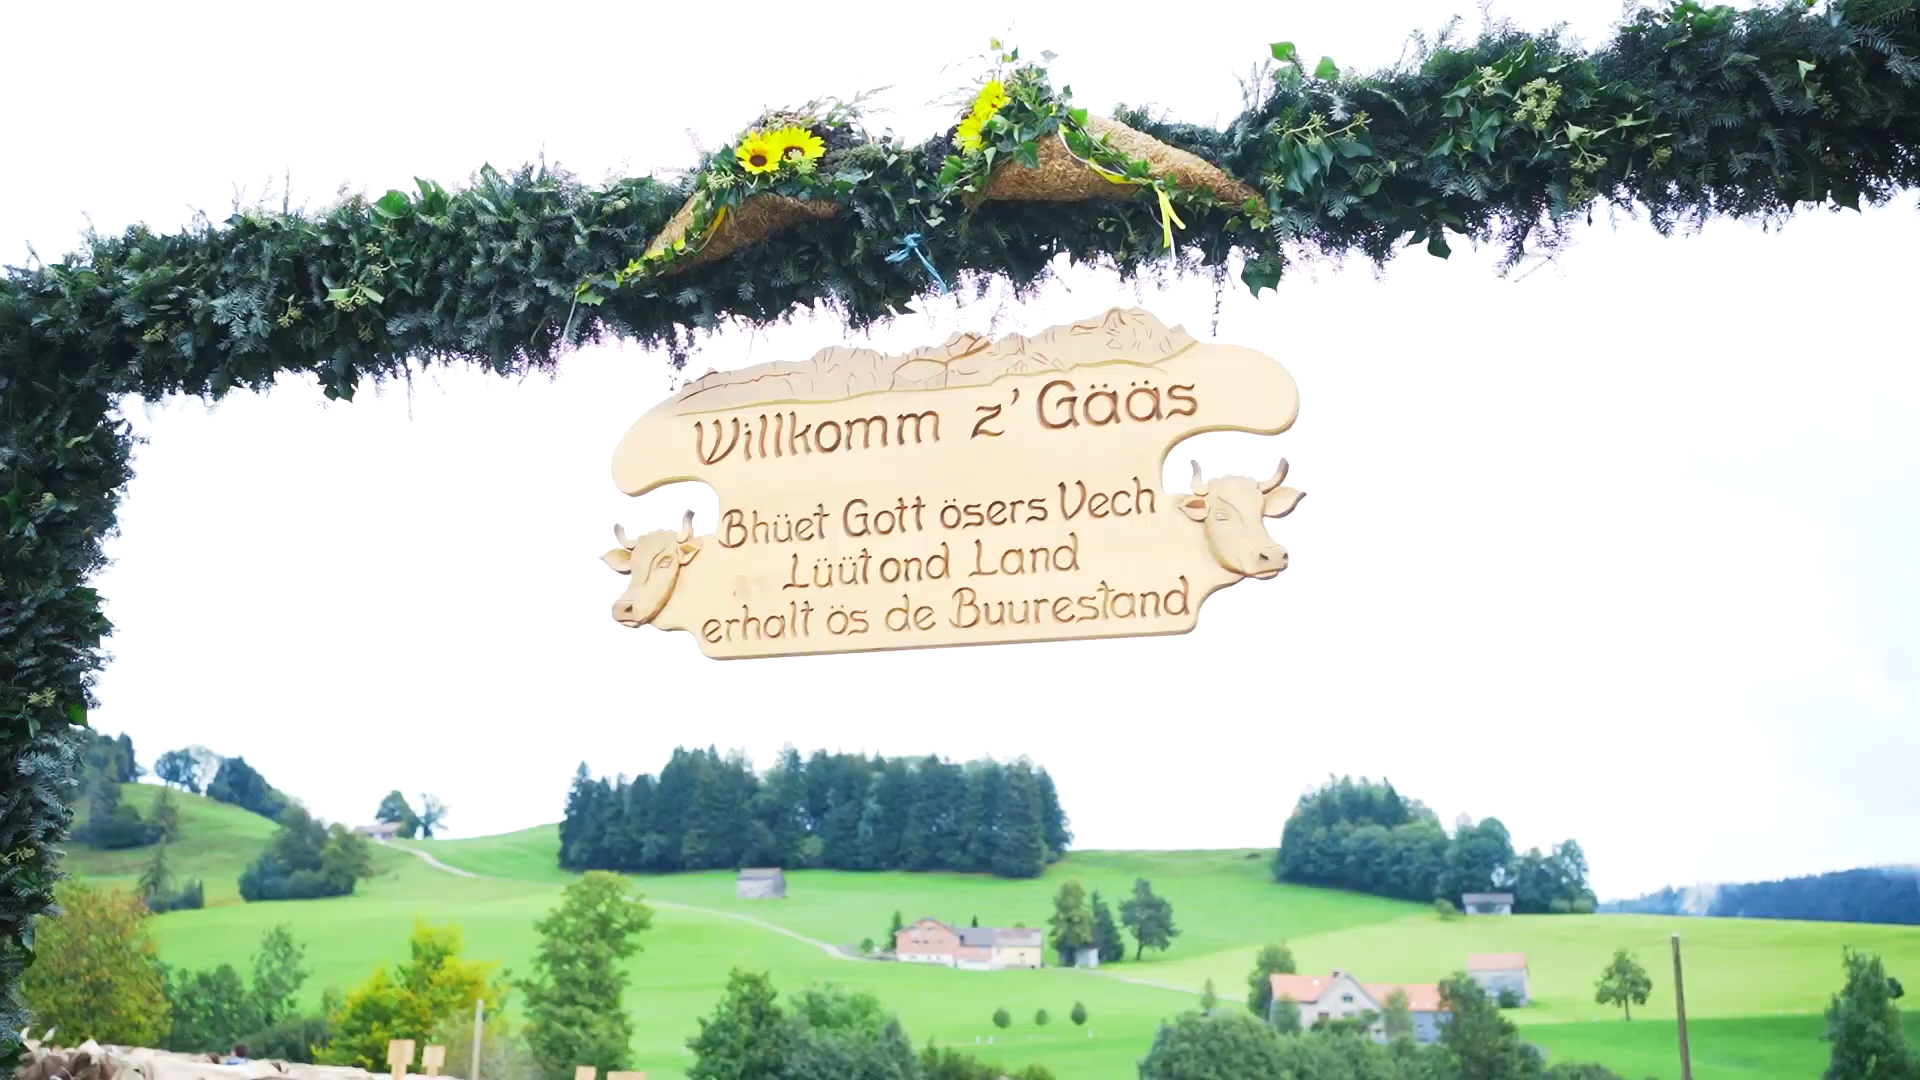 Willkomm z' Gääs
Bhüet Gott ösers Vech
Lüüt ond Land
erhalt ös de Buurestand